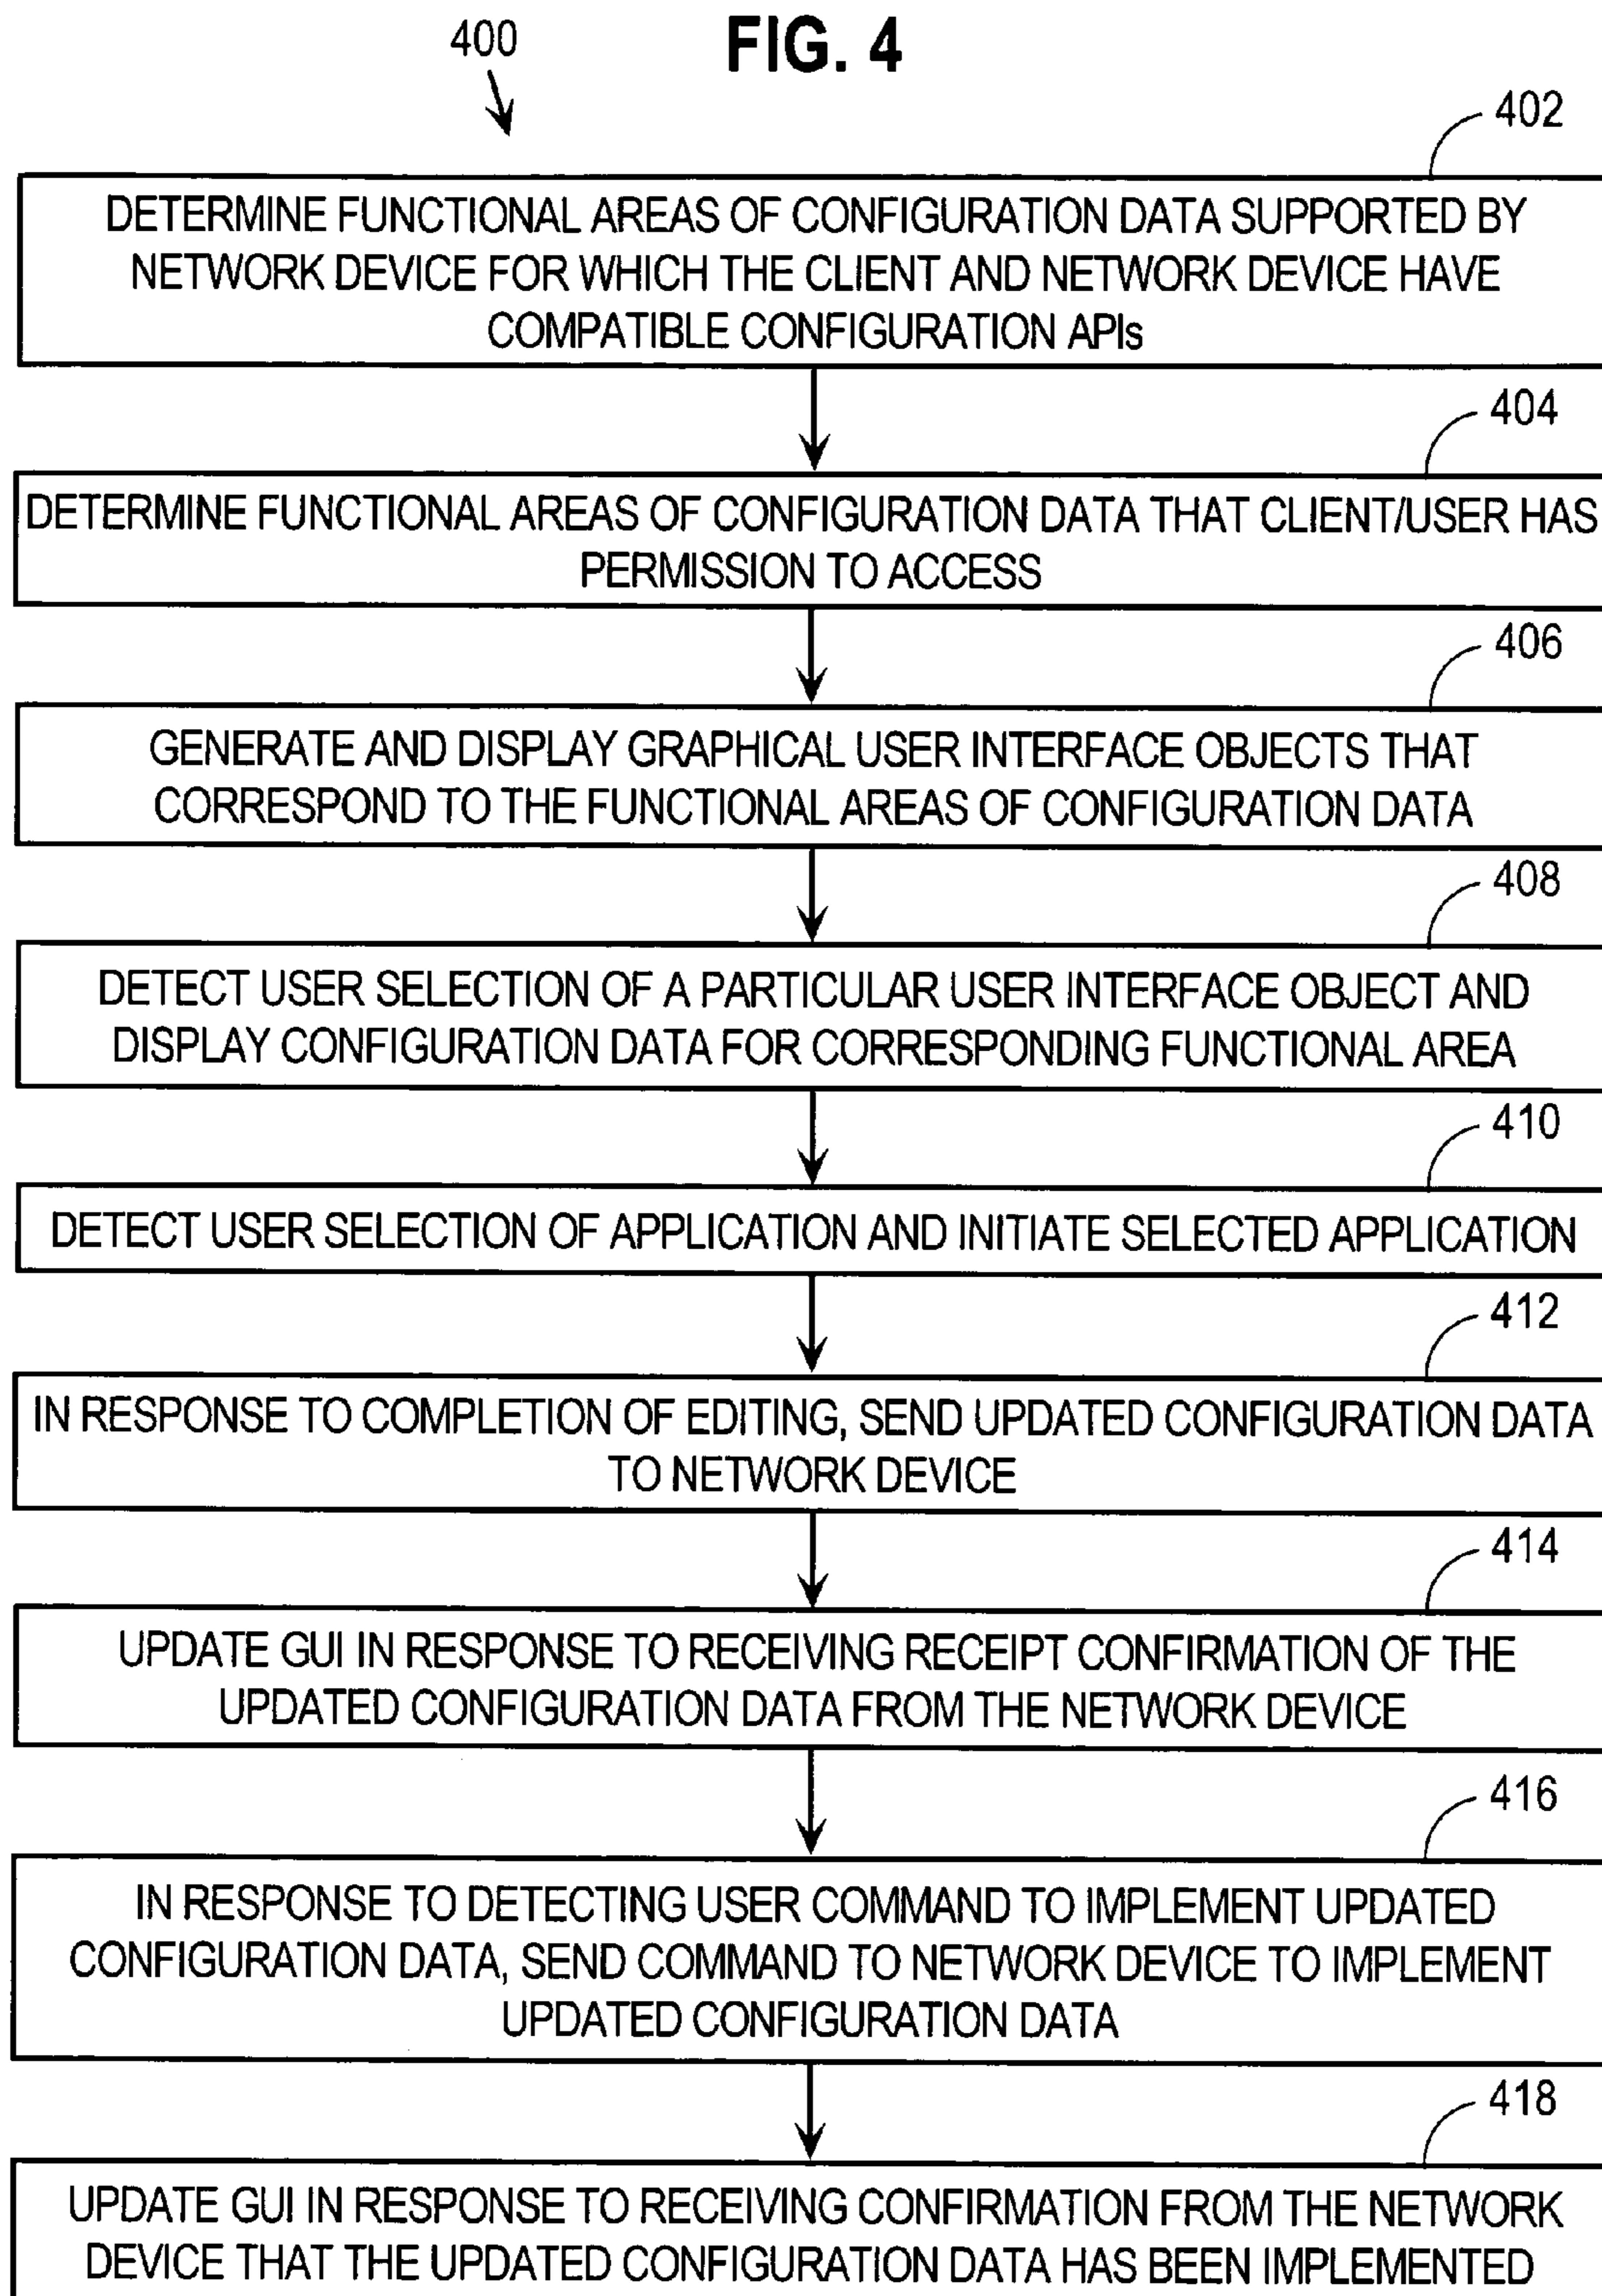 FIG. 4
400
402
DETERMINE FUNCTIONAL AREAS OF CONFIGURATION DATA SUPPORTED BY
NETWORK DEVICE FOR WHICH THE CLIENT AND NETWORK DEVICE HAVE
COMPATIBLE CONFIGURATION APIs
404
DETERMINE FUNCTIONAL AREAS OF CONFIGURATION DATA THAT CLIENT/USER HAS
PERMISSION TO ACCESS
406
GENERATE AND DISPLAY GRAPHICAL USER INTERFACE OBJECTS THAT
CORRESPOND TO THE FUNCTIONAL AREAS OF CONFIGURATION DATA
408
DETECT USER SELECTION OF A PARTICULAR USER INTERFACE OBJECT AND
DISPLAY CONFIGURATION DATA FOR CORRESPONDING FUNCTIONAL AREA
410
DETECT USER SELECTION OF APPLICATION AND INITIATE SELECTED APPLICATION
412
IN RESPONSE TO COMPLETION OF EDITING, SEND UPDATED CONFIGURATION DATA
TO NETWORK DEVICE
414
UPDATE GUI IN RESPONSE TO RECEIVING RECEIPT CONFIRMATION OF THE
UPDATED CONFIGURATION DATA FROM THE NETWORK DEVICE
416
IN RESPONSE TO DETECTING USER COMMAND TO IMPLEMENT UPDATED
CONFIGURATION DATA, SEND COMMAND TO NETWORK DEVICE TO IMPLEMENT
UPDATED CONFIGURATION DATA
418
UPDATE GUI IN RESPONSE TO RECEIVING CONFIRMATION FROM THE NETWORK
DEVICE THAT THE UPDATED CONFIGURATION DATA HAS BEEN IMPLEMENTED